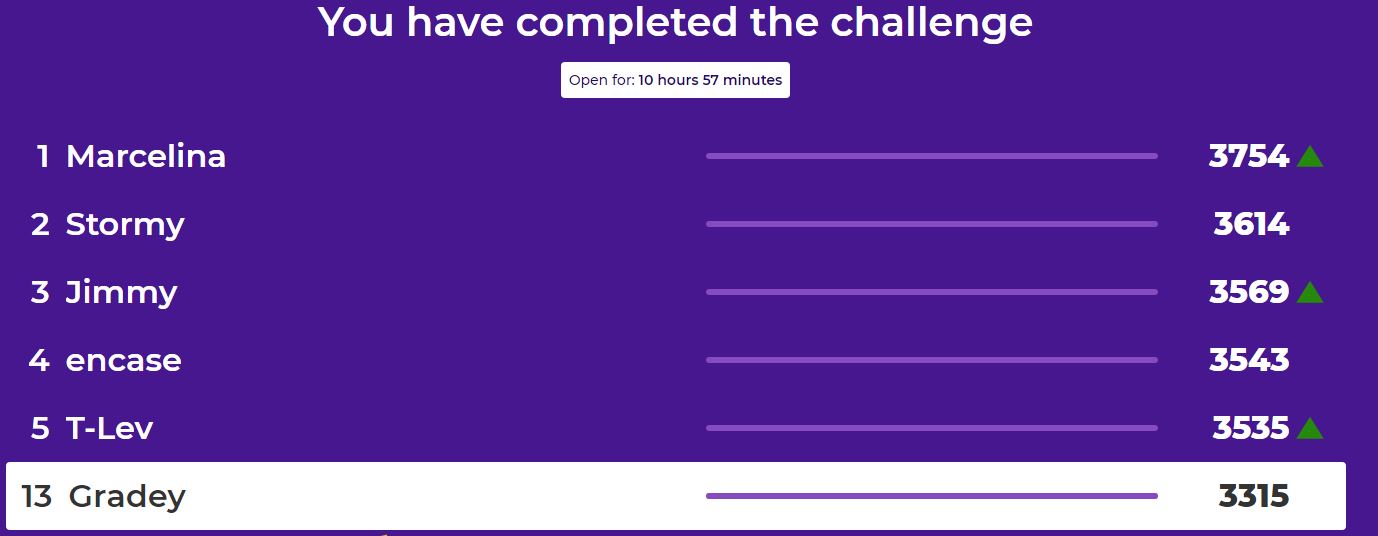 You have completed the challenge
Open for: 10 hours 57 minutes
1 Marcelina 3754
2 Stormy 3614
3 Jimmy 3569
4 encase 3543
5 T-Lev 3535
13 Gradey 3315